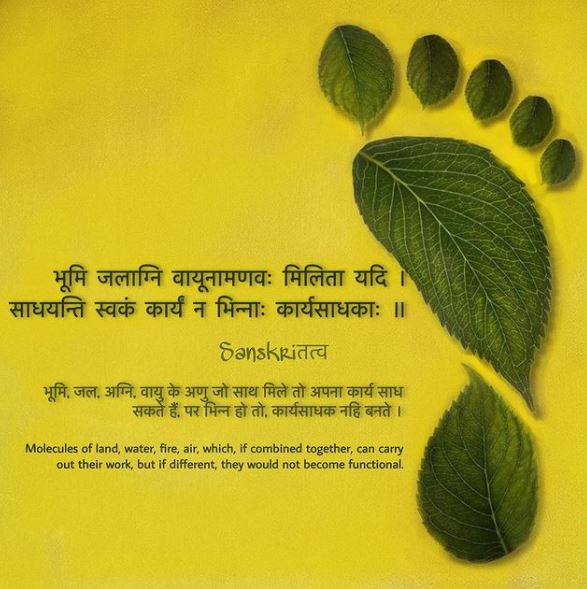 भूमि जलाग्नि वायूनामणवः मिलिता यदि ।
साधयन्ति स्वकं कार्यं न भिन्नाः कार्यसाधकाः ॥
Sanskriतत्व
भूमि, जल, अग्नि, वायु के अणु जो साथ मिले तो अपना कार्य साध
सकते हैं, पर भिन्न हो तो, कार्यसाधक नहि बनते ।
Molecules of land, water, fire, air, which, if combined together, can carry
out their work, but if different, they would not become functional.